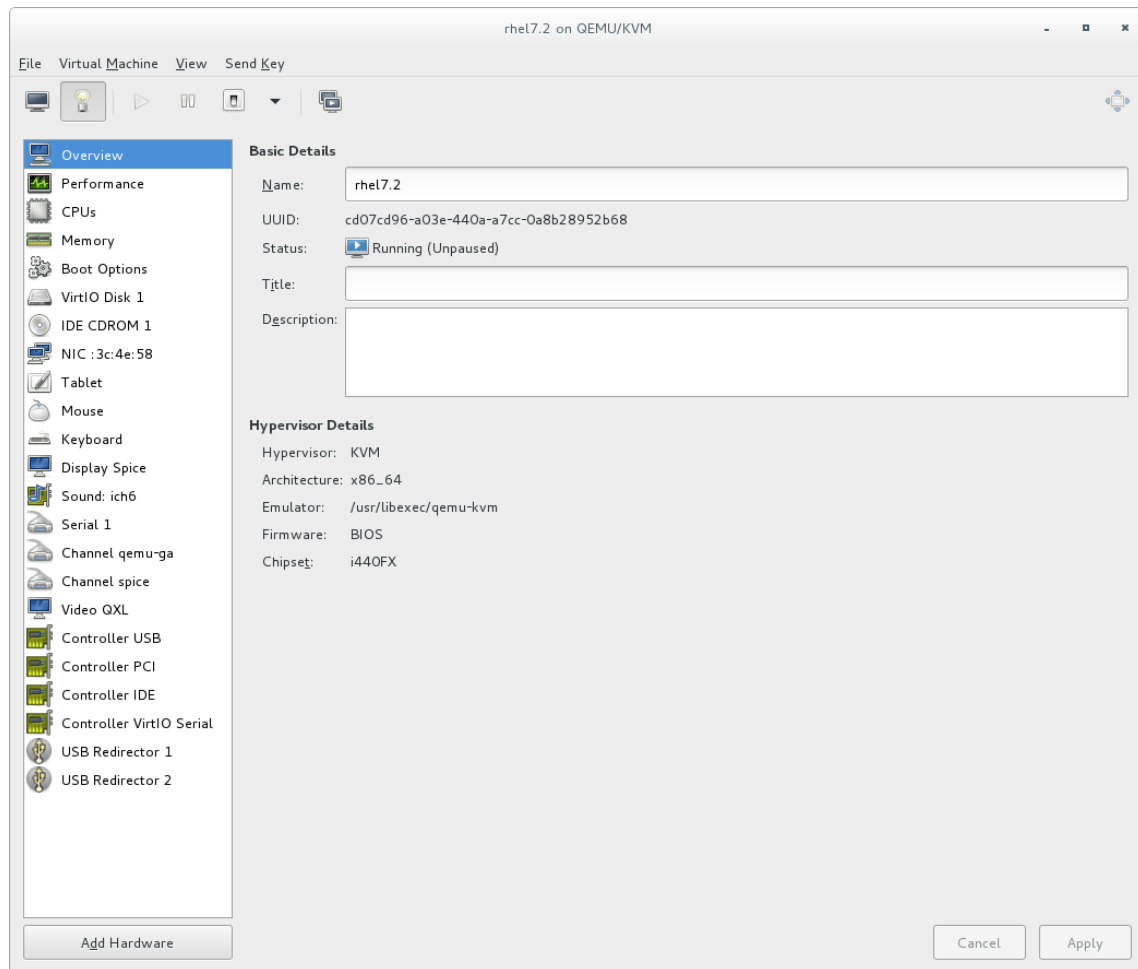 rhel7.2 on QEMU/KVM
File Virtual Machine View Send Key
Overview
Performance
CPUs
Memory
Boot Options
VirtIO Disk 1
IDE CDROM 1
NIC :3c:4e:58
Tablet
Mouse
Keyboard
Display Spice
Sound: ich6
Serial 1
Channel qemu-ga
Channel spice
Video QXL
Controller USB
Controller PCI
Controller IDE
Controller VirtIO Serial
USB Redirector 1
USB Redirector 2
Add Hardware
Basic Details
Name: rhel7.2
UUID: cd07cd96-a03e-440a-a7cc-0a8b28952b68
Status: Running (Unpaused)
Title:
Description:
Hypervisor Details
Hypervisor: KVM
Architecture: x86_64
Emulator: /usr/libexec/qemu-kvm
Firmware: BIOS
Chipset: i440FX
Cancel Apply